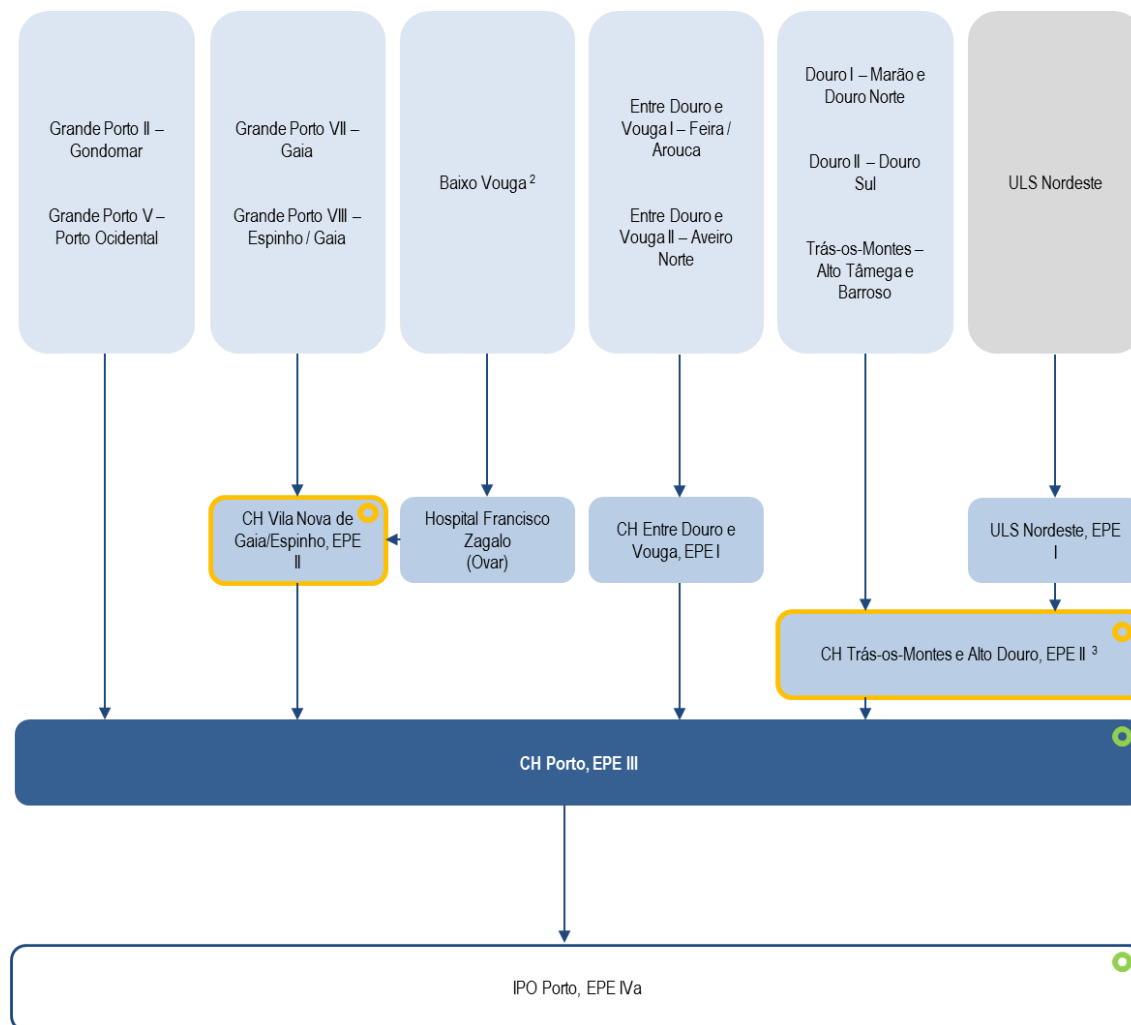 Grande Porto II –
Gondomar
Grande Porto V –
Porto Ocidental
Grande Porto VII –
Gaia
Grande Porto VIII –
Espinho / Gaia
Baixo Vouga ²
Entre Douro e
Vouga I – Feira /
Arouca
Entre Douro e
Vouga II – Aveiro
Norte
Douro I – Marão e
Douro Norte
Douro II – Douro
Sul
Trás-os-Montes –
Alto Tâmega e
Barroso
ULS Nordeste
CH Vila Nova de
Gaia/Espinho, EPE
II
Hospital Francisco
Zagalo
(Ovar)
CH Entre Douro e
Vouga, EPE I
ULS Nordeste, EPE
I
CH Trás-os-Montes e Alto Douro, EPE II ³
CH Porto, EPE III
IPO Porto, EPE IVa